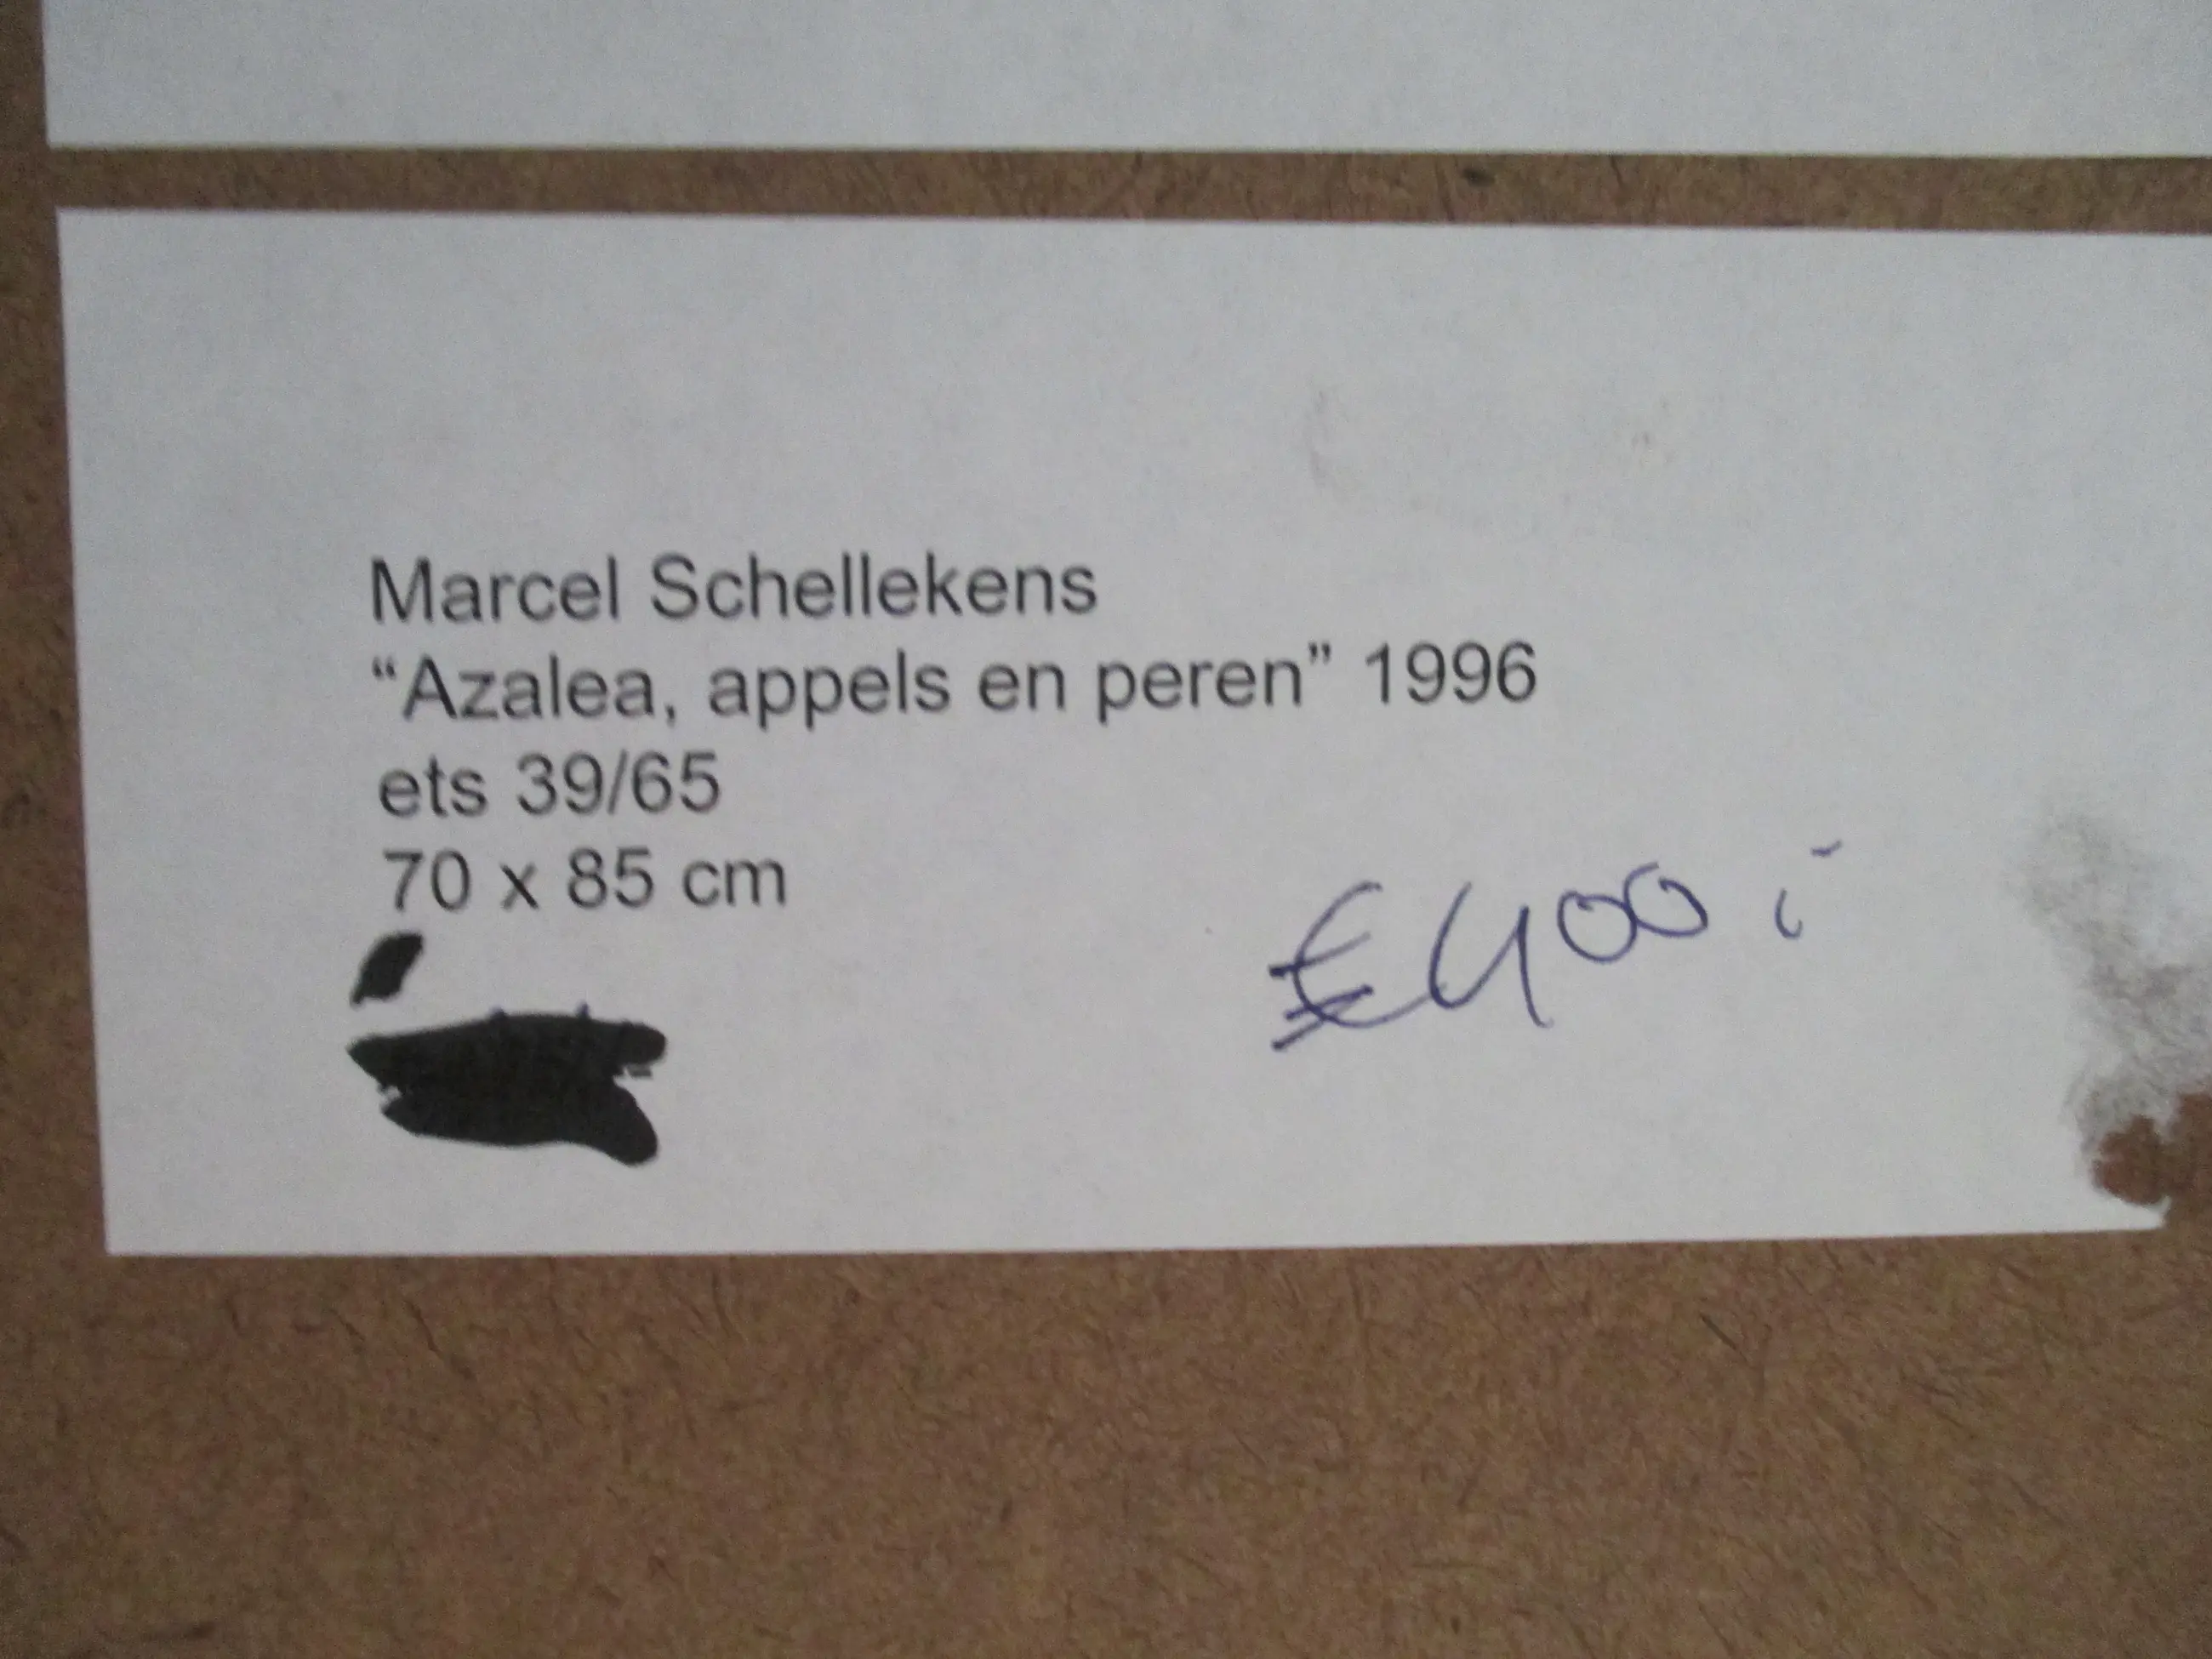 Marcel Schellekens
“Azalea, appels en peren” 1996
ets 39/65
70 x 85 cm
€400,-